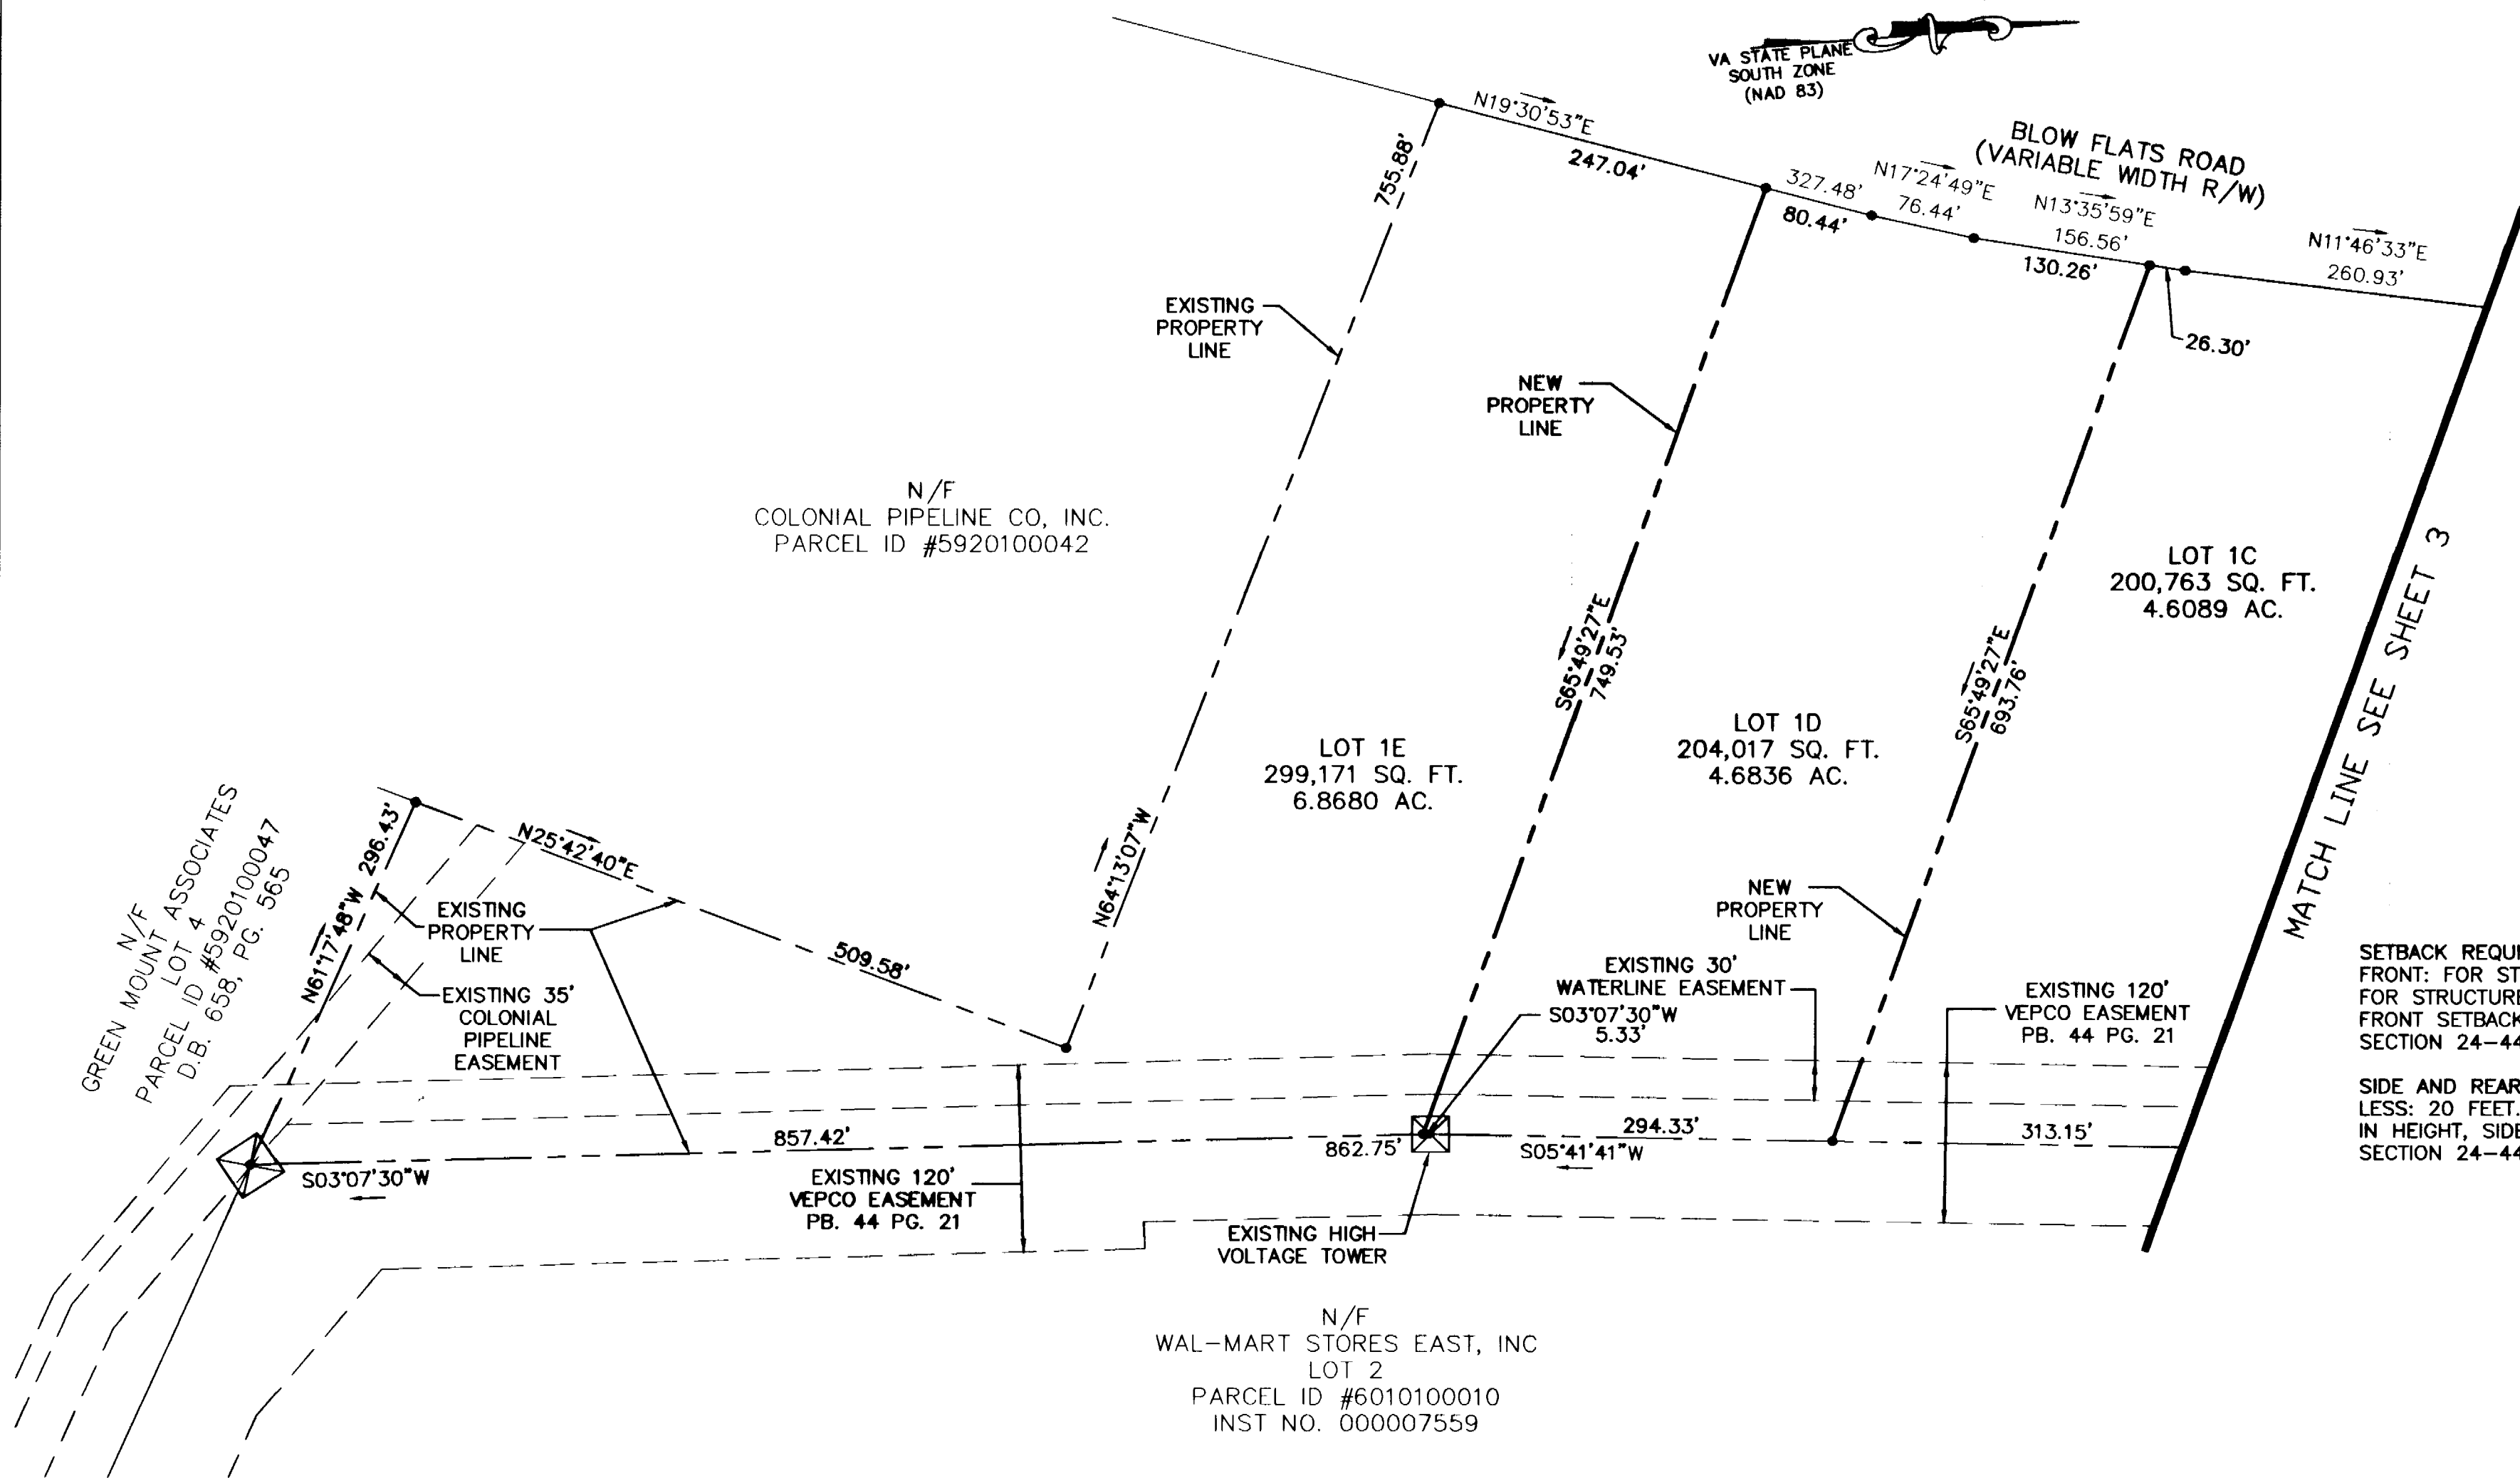 VA STATE PLANE
SOUTH ZONE
(NAD 83)
BLOW FLATS ROAD
(VARIABLE WIDTH R/W)
N19°30'53"E
247.04'
327.48'
80.44'
N17°24'49"E
76.44'
N13°35'59"E
156.56'
130.26'
N11°46'33"E
260.93'
26.30'
755.88'
EXISTING
PROPERTY
LINE
NEW
PROPERTY
LINE
N/F
COLONIAL PIPELINE CO, INC.
PARCEL ID #5920100042
LOT 1C
200,763 SQ. FT.
4.6089 AC.
MATCH LINE SEE SHEET 3
S65°49'27"E
749.53'
S65°49'27"E
693.76'
LOT 1D
204,017 SQ. FT.
4.6836 AC.
LOT 1E
299,171 SQ. FT.
6.8680 AC.
N64°13'07"W
N/F
GREEN MOUNT ASSOCIATES
LOT 4
PARCEL ID #5920100047
D.B. 658, PG. 565
N61°17'48"W 296.43'
N25°42'40"E
509.58'
EXISTING
PROPERTY
LINE
EXISTING 35'
COLONIAL
PIPELINE
EASEMENT
NEW
PROPERTY
LINE
EXISTING 30'
WATERLINE EASEMENT
S03°07'30"W
5.33'
EXISTING 120'
VEPCO EASEMENT
PB. 44 PG. 21
SETBACK REQUI
FRONT: FOR ST
FOR STRUCTURE
FRONT SETBACK
SECTION 24-44
SIDE AND REAR
LESS: 20 FEET.
IN HEIGHT, SIDE
SECTION 24-44
857.42'
862.75'
294.33'
313.15'
S03°07'30"W
S05°41'41"W
EXISTING 120'
VEPCO EASEMENT
PB. 44 PG. 21
EXISTING HIGH
VOLTAGE TOWER
N/F
WAL-MART STORES EAST, INC
LOT 2
PARCEL ID #6010100010
INST NO. 000007559